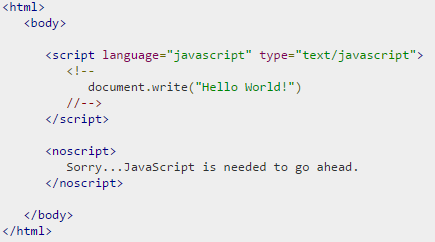 <html>
<body>
<script language="javascript" type="text/javascript">
<!--
document.write("Hello World!")
//-->
</script>
<noscript>
Sorry...JavaScript is needed to go ahead.
</noscript>
</body>
</html>